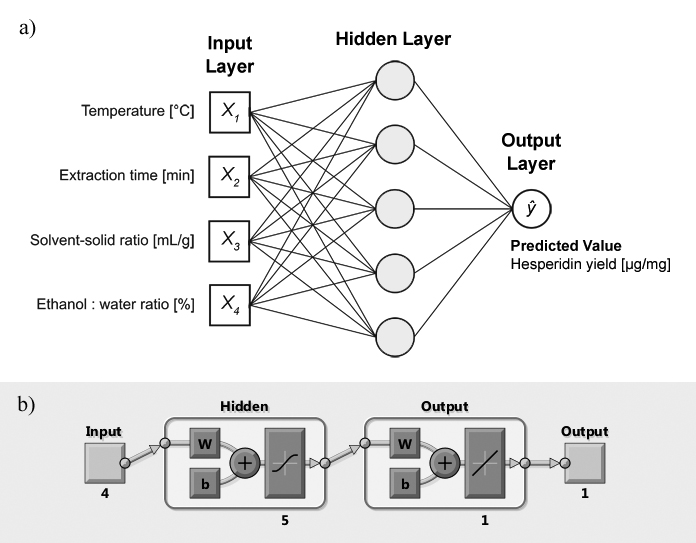 a)
Input
Layer
Hidden Layer
Output
Layer
Temperature [°C]
X₁
Extraction time [min]
X₂
Solvent-solid ratio [mL/g]
X₃
Ethanol : water ratio [%]
X₄
ŷ
Predicted Value
Hesperidin yield [µg/mg]
b)
Hidden
Output
Input
Output
W
b
+
W
b
+
4
5
1
1